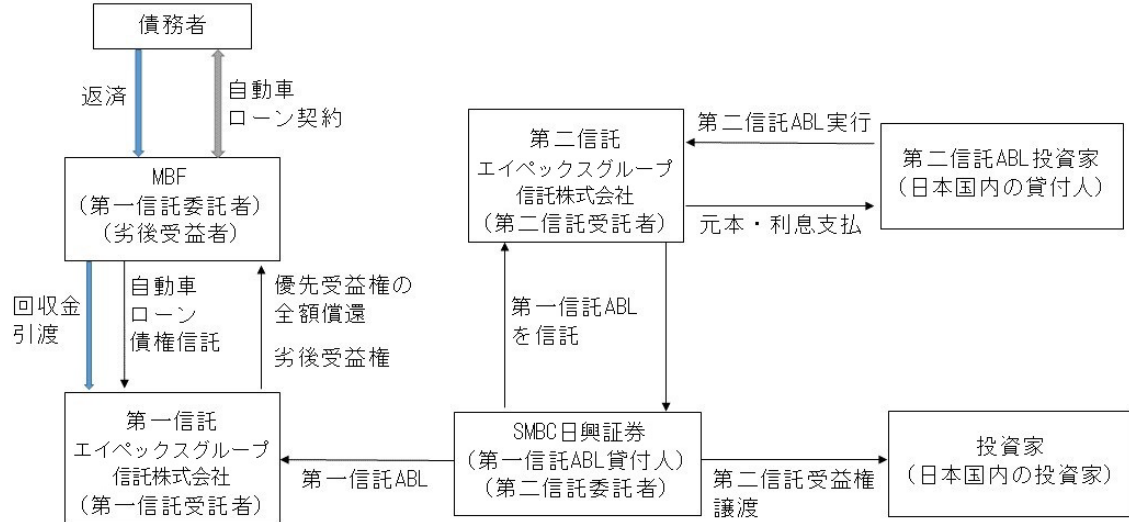 債務者
返済
自動車
ローン契約
MBF
(第一信託委託者)
(劣後受益者)
回収金
引渡
自動車
ローン
債権信託
優先受益権の
全額償還
劣後受益権
第一信託
エイペックスグループ
信託株式会社
(第一信託受託者)
第一信託ABL
第二信託
エイペックスグループ
信託株式会社
(第二信託受託者)
第二信託ABL実行
元本・利息支払
第二信託ABL投資家
(日本国内の貸付人)
第一信託ABL
を信託
SMBC日興証券
(第一信託ABL貸付人)
(第二信託委託者)
第二信託受益権
譲渡
投資家
(日本国内の投資家)